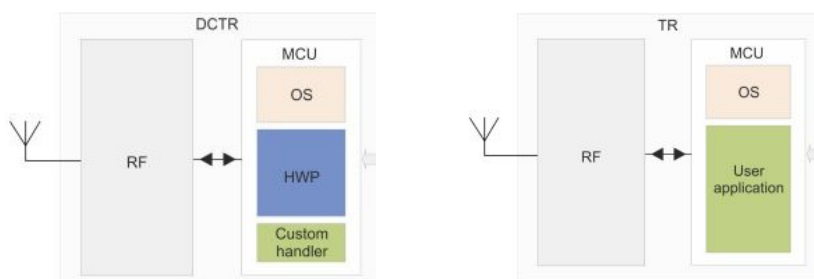 DCTR
MCU
OS
RF
HWP
Custom
handler
TR
MCU
OS
RF
User
application